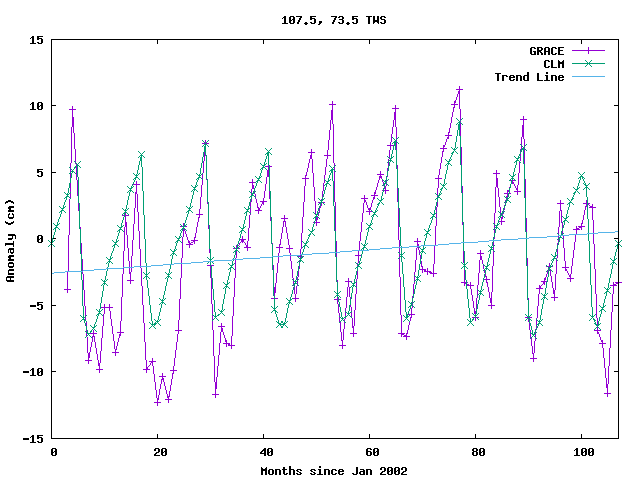 107.5, 73.5 TWS
GRACE
CLM
Trend Line
15
10
5
0
-5
-10
-15
Anomaly (cm)
0 20 40 60 80 100
Months since Jan 2002